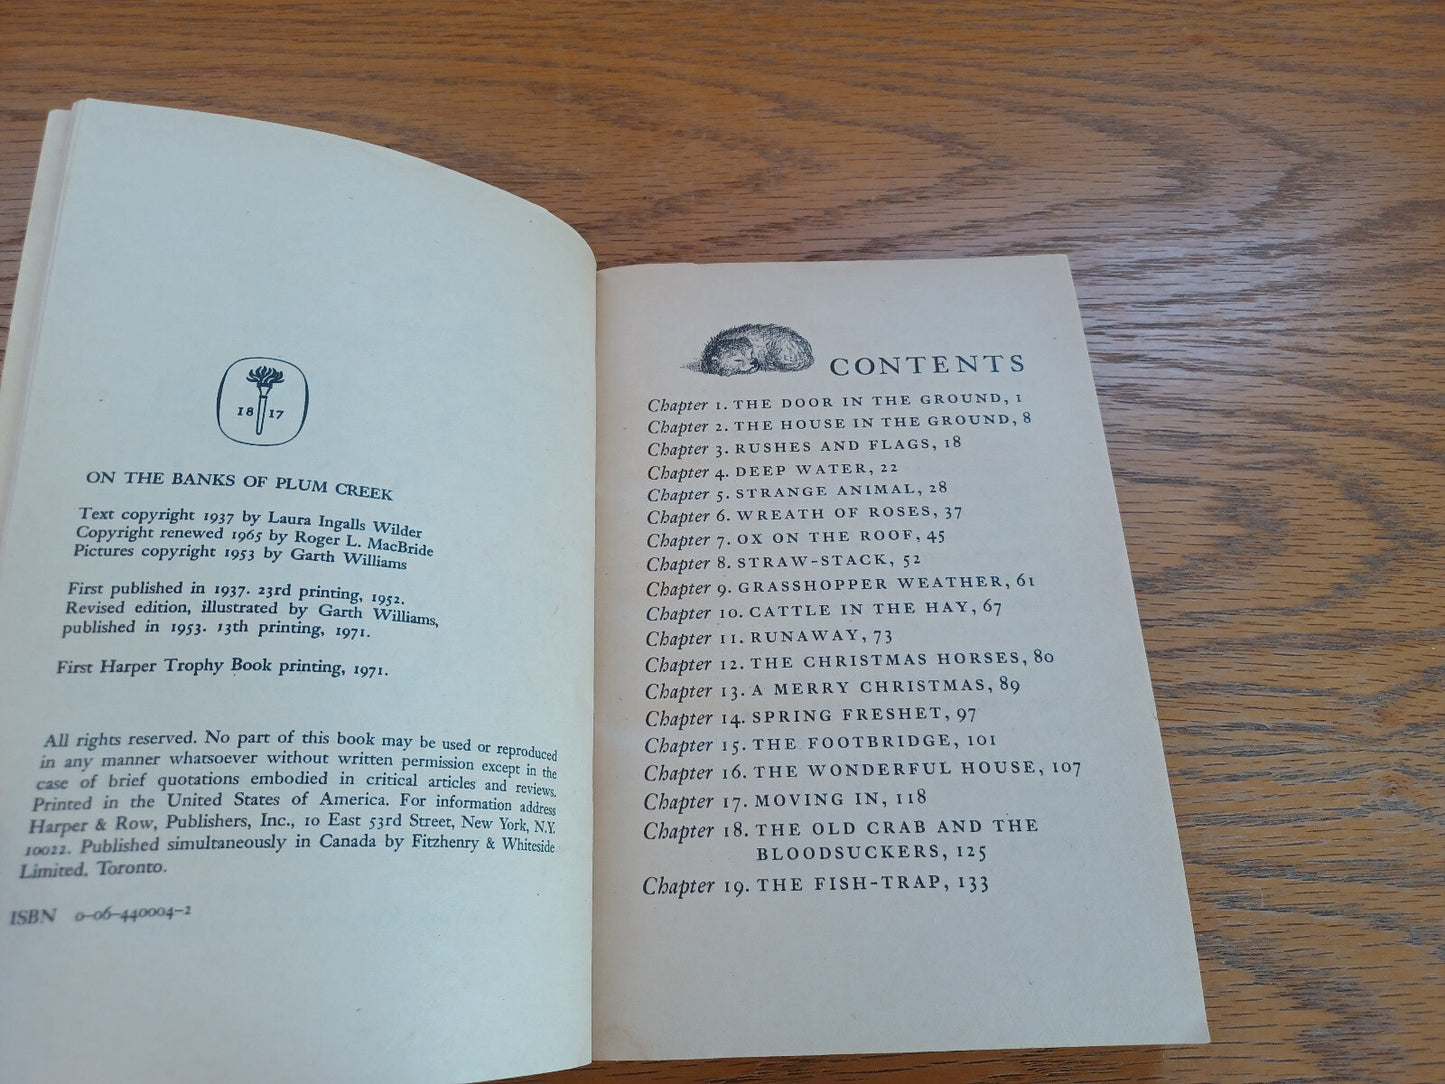 18 17
ON THE BANKS OF PLUM CREEK
Text copyright 1937 by Laura Ingalls Wilder
Copyright renewed 1965 by Roger L. MacBride
Pictures copyright 1953 by Garth Williams
First published in 1937. 23rd printing, 1952.
Revised edition, illustrated by Garth Williams,
published in 1953. 13th printing, 1971.
First Harper Trophy Book printing, 1971.
All rights reserved. No part of this book may be used or reproduced
in any manner whatsoever without written permission except in the
case of brief quotations embodied in critical articles and reviews.
Printed in the United States of America. For information address
Harper & Row, Publishers, Inc., 10 East 53rd Street, New York, N.Y.
10022. Published simultaneously in Canada by Fitzhenry & Whiteside
Limited, Toronto.
ISBN 0-06-440004-2
CONTENTS
Chapter 1. THE DOOR IN THE GROUND, 1
Chapter 2. THE HOUSE IN THE GROUND, 8
Chapter 3. RUSHES AND FLAGS, 18
Chapter 4. DEEP WATER, 22
Chapter 5. STRANGE ANIMAL, 28
Chapter 6. WREATH OF ROSES, 37
Chapter 7. OX ON THE ROOF, 45
Chapter 8. STRAW-STACK, 52
Chapter 9. GRASSHOPPER WEATHER, 61
Chapter 10. CATTLE IN THE HAY, 67
Chapter 11. RUNAWAY, 73
Chapter 12. THE CHRISTMAS HORSES, 80
Chapter 13. A MERRY CHRISTMAS, 89
Chapter 14. SPRING FRESHET, 97
Chapter 15. THE FOOTBRIDGE, 101
Chapter 16. THE WONDERFUL HOUSE, 107
Chapter 17. MOVING IN, 118
Chapter 18. THE OLD CRAB AND THE
BLOODSUCKERS, 125
Chapter 19. THE FISH-TRAP, 133